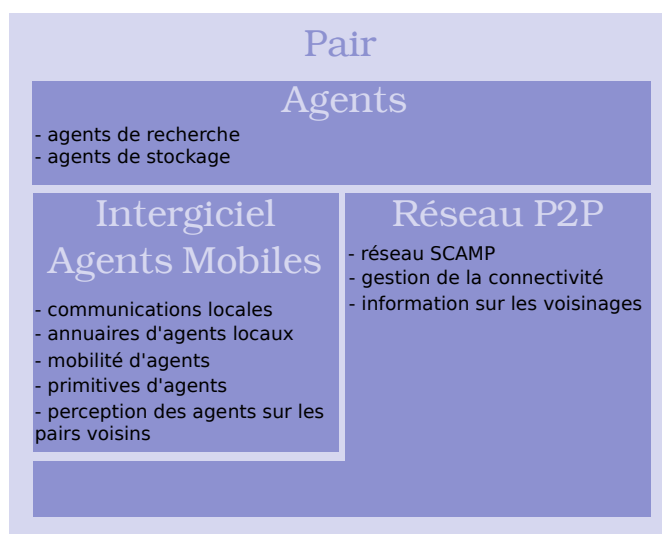 Pair
Agents
- agents de recherche
- agents de stockage
Intergiciel
Agents Mobiles
- communications locales
- annuaires d'agents locaux
- mobilité d'agents
- primitives d'agents
- perception des agents sur les
pairs voisins
Réseau P2P
- réseau SCAMP
- gestion de la connectivité
- information sur les voisinages